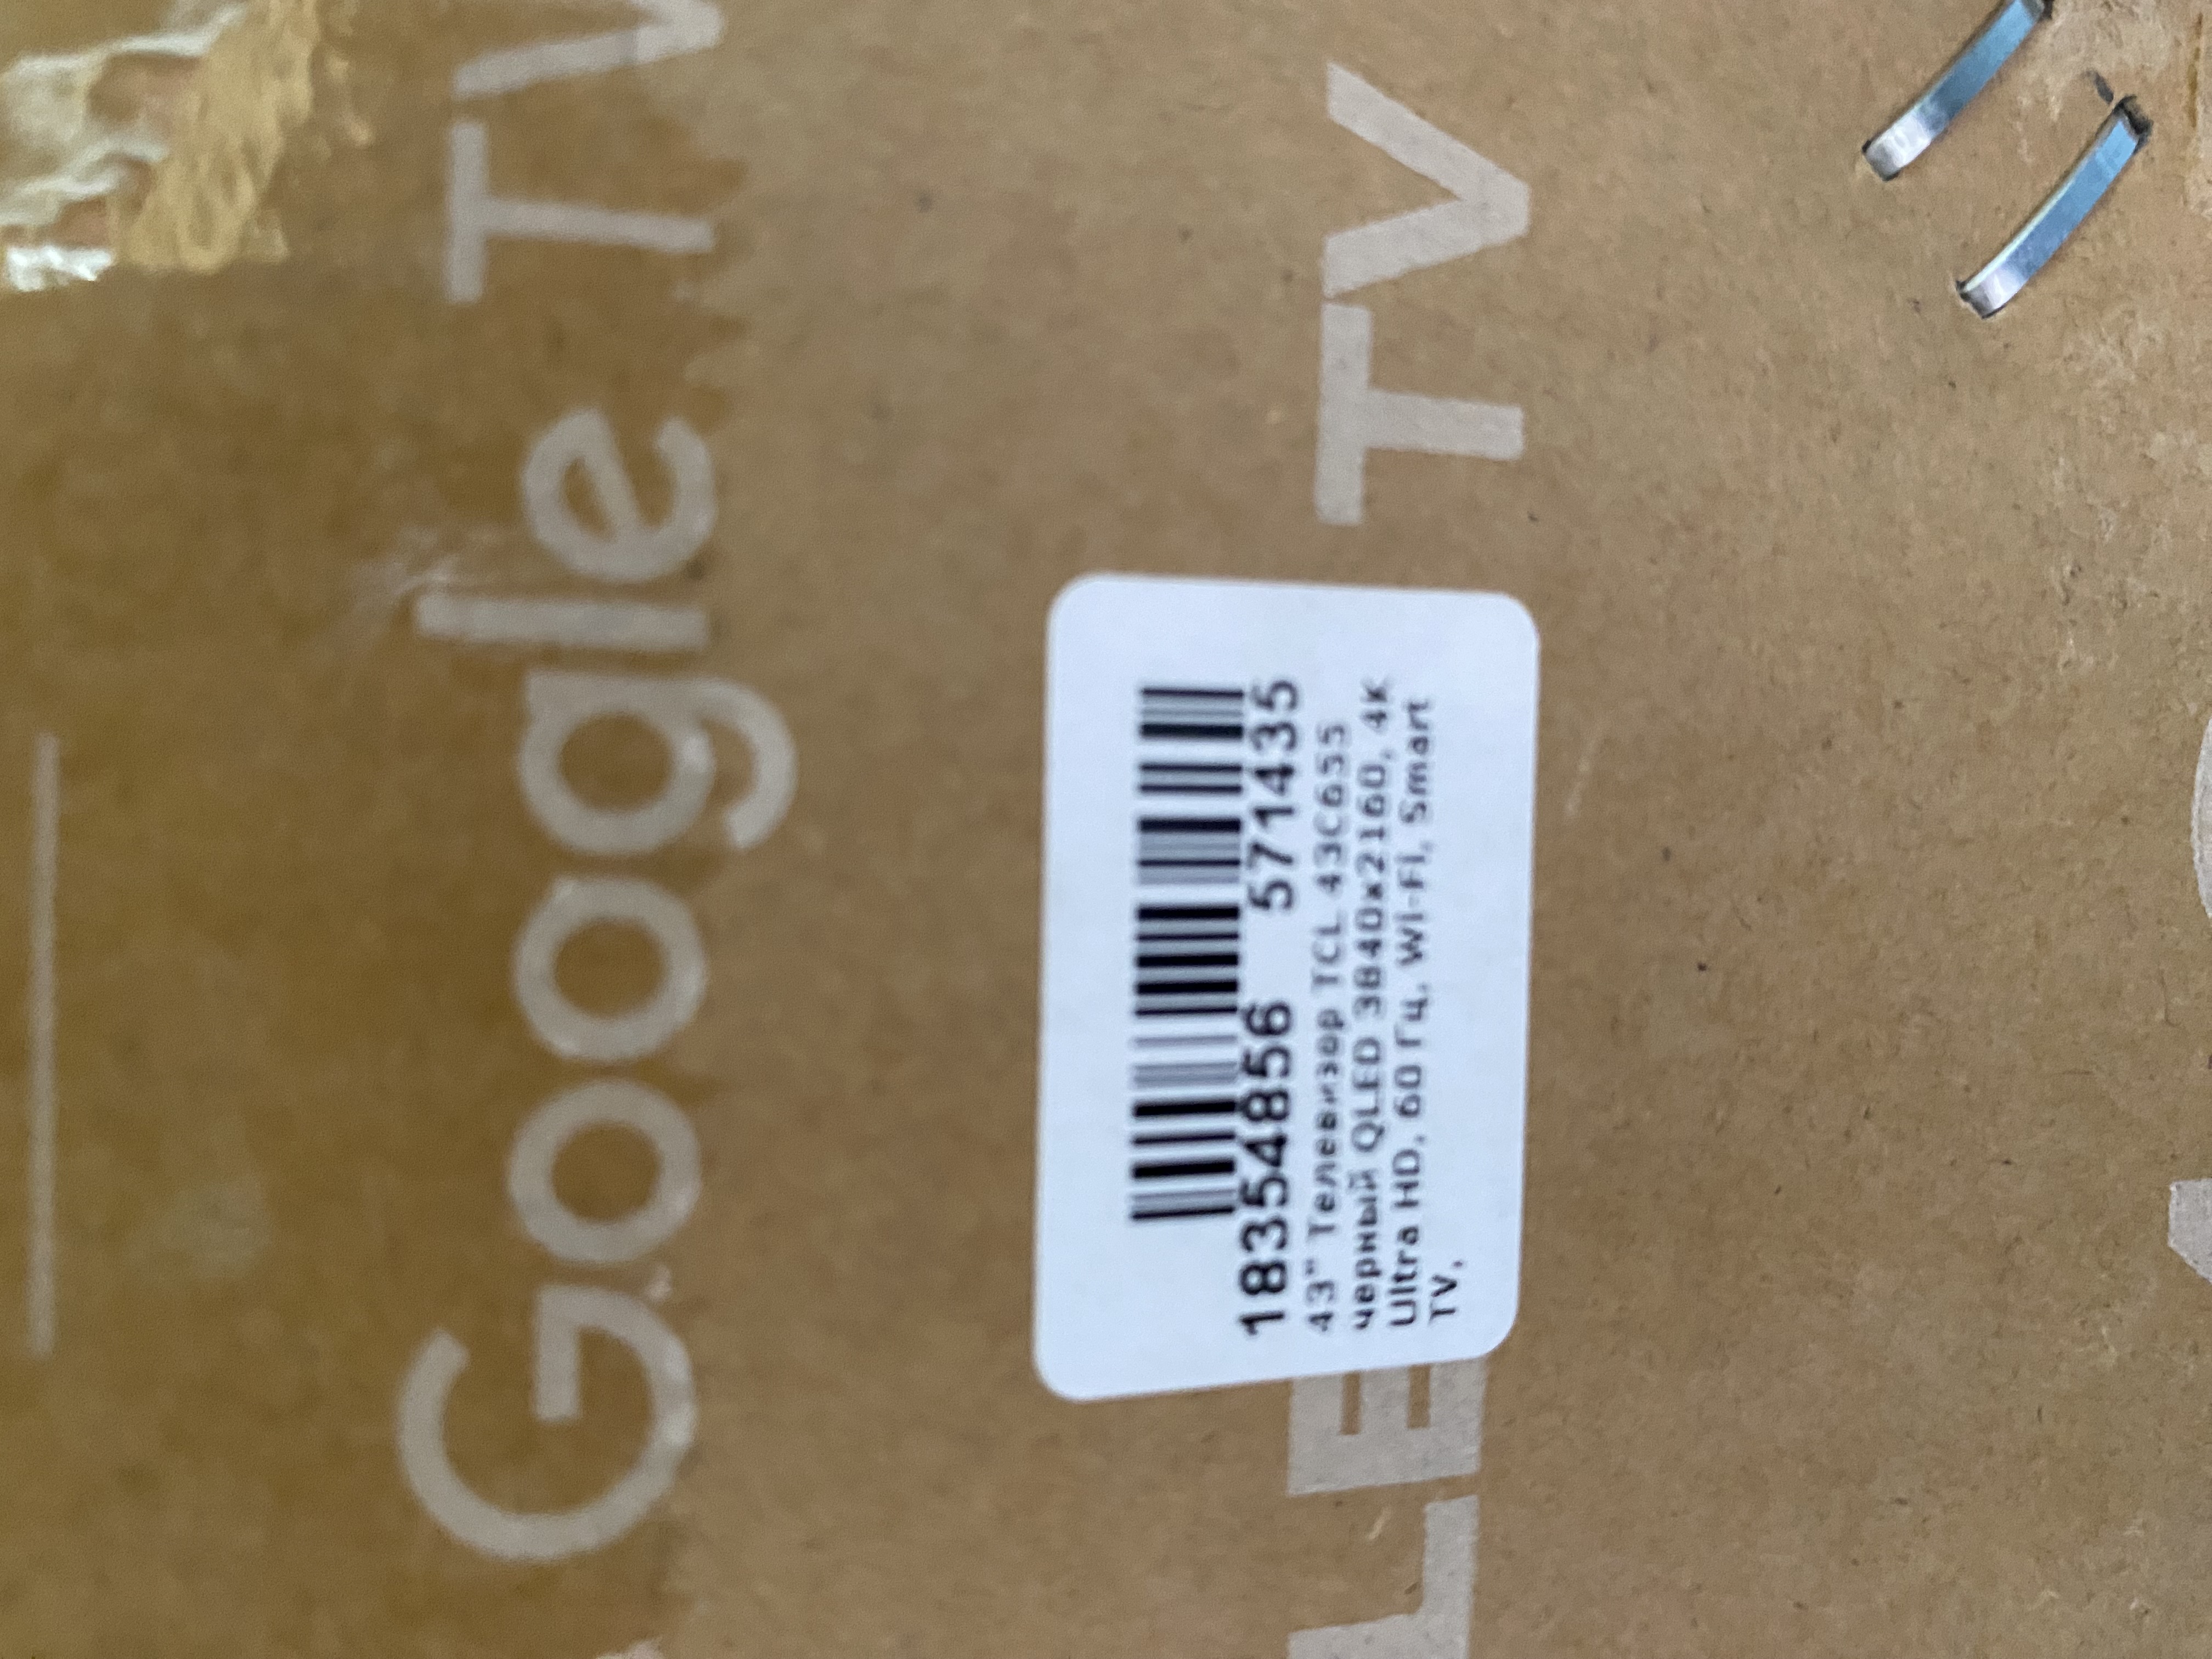 Google TV
LE TV
18354856 571435
43" Телевизор TCL 43C655
черный QLED 3840x2160, 4K
Ultra HD, 60 Гц, Wi-Fi, Smart
TV,